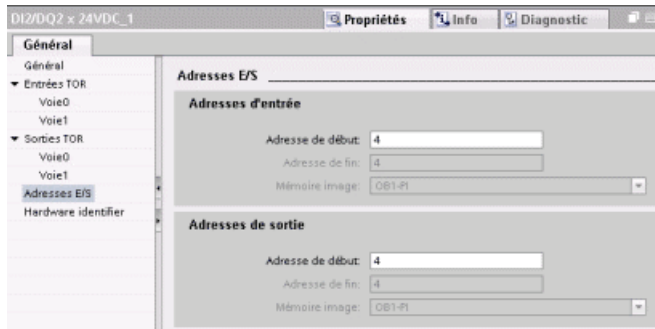 DI2/DQ2 x 24VDC_1
Propriétés
Info
Diagnostic
Général
Général
Entrées TOR
Voie0
Voie1
Sorties TOR
Voie0
Voie1
Adresses E/S
Hardware identifier
Adresses E/S
Adresses d'entrée
Adresse de début: 4
Adresse de fin: 4
Mémoire image: OB1-PI
Adresses de sortie
Adresse de début: 4
Adresse de fin: 4
Mémoire image: OB1-PI